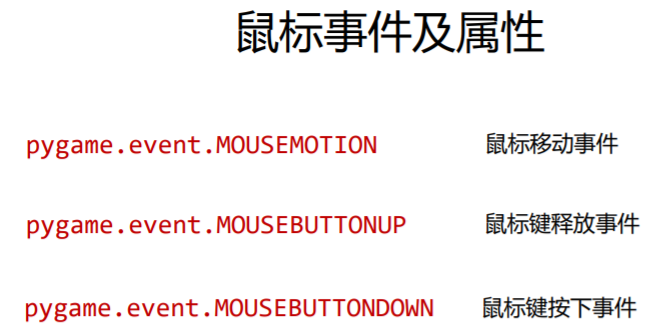 鼠标事件及属性
pygame.event.MOUSEMOTION 鼠标移动事件
pygame.event.MOUSEBUTTONUP 鼠标键释放事件
pygame.event.MOUSEBUTTONDOWN 鼠标键按下事件